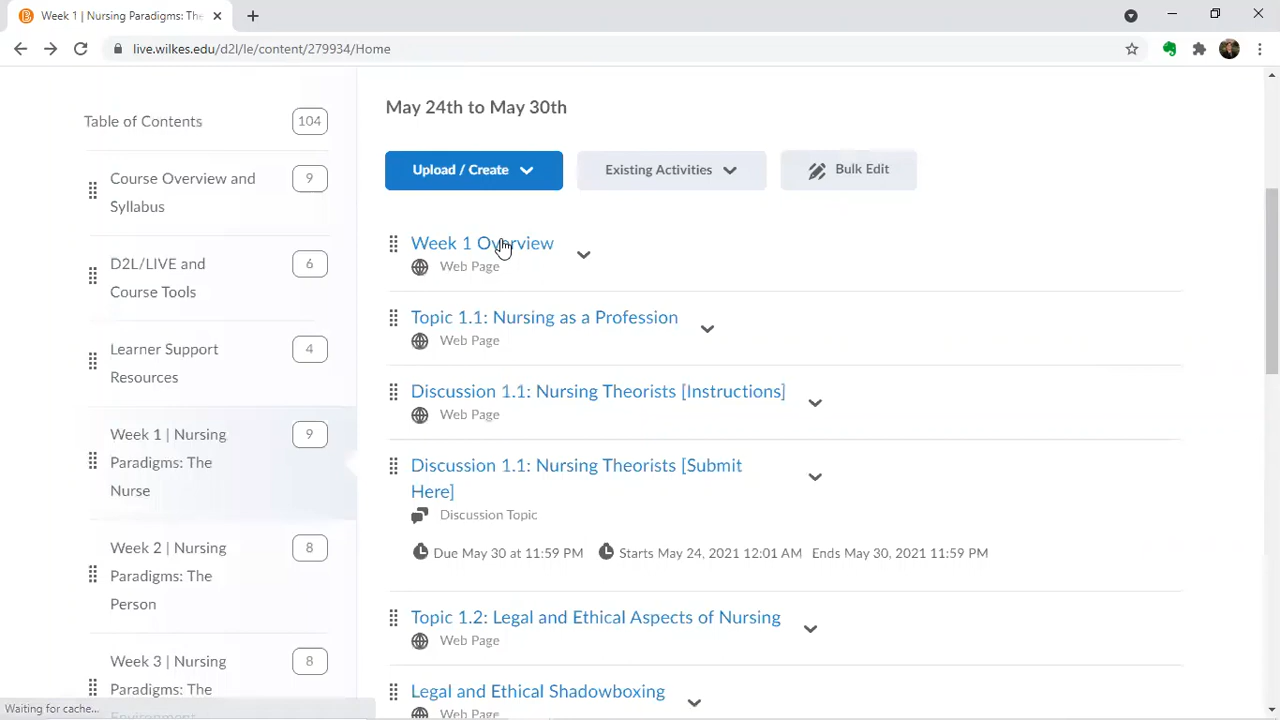 Week 1 | Nursing Paradigms: The
live.wilkes.edu/d2l/le/content/279934/Home
Table of Contents
104
Course Overview and
Syllabus
9
D2L/LIVE and
Course Tools
6
Learner Support
Resources
4
Week 1 | Nursing
Paradigms: The
Nurse
9
Week 2 | Nursing
Paradigms: The
Person
8
Week 3 | Nursing
Paradigms: The
Environment
8
Waiting for cache...
May 24th to May 30th
Upload / Create
Existing Activities
Bulk Edit
Week 1 Overview
Web Page
Topic 1.1: Nursing as a Profession
Web Page
Discussion 1.1: Nursing Theorists [Instructions]
Web Page
Discussion 1.1: Nursing Theorists [Submit
Here]
Discussion Topic
Due May 30 at 11:59 PM Starts May 24, 2021 12:01 AM Ends May 30, 2021 11:59 PM
Topic 1.2: Legal and Ethical Aspects of Nursing
Web Page
Legal and Ethical Shadowboxing
Web Page